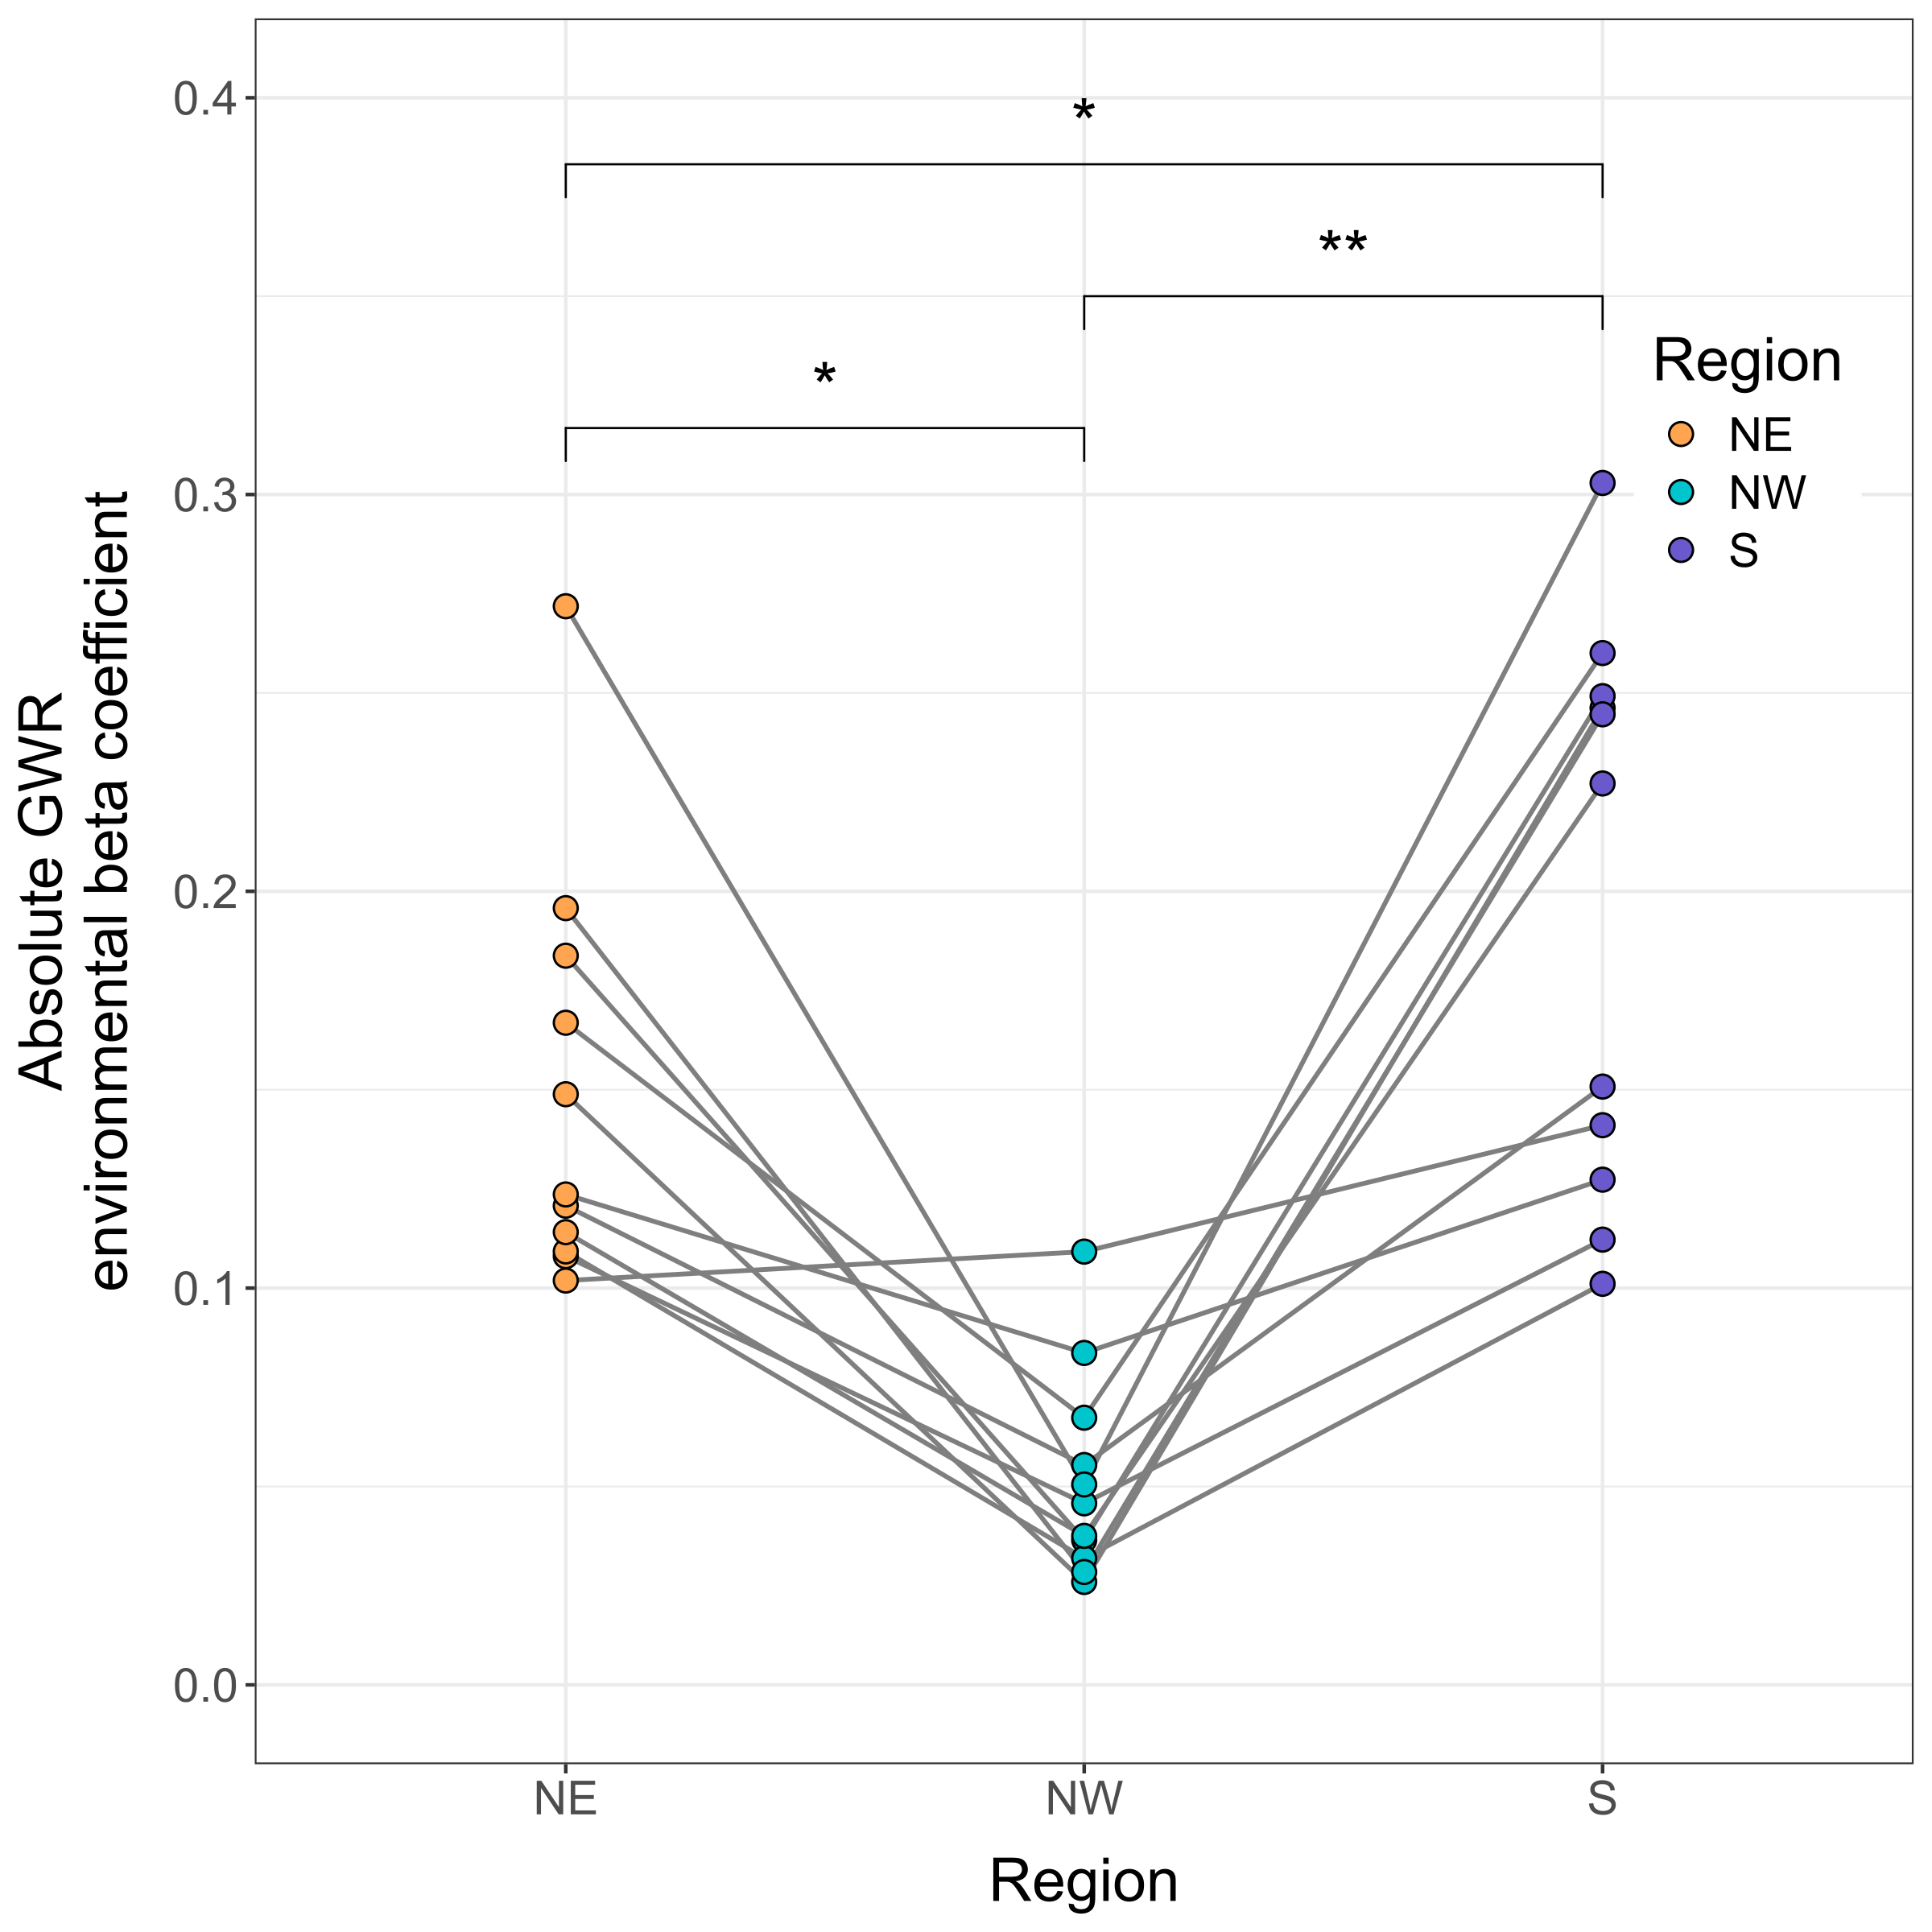 Absolute GWR
environmental beta coefficient
0.4
0.3
0.2
0.1
0.0
*
**
*
Region
NE
NW
S
NE NW S
Region